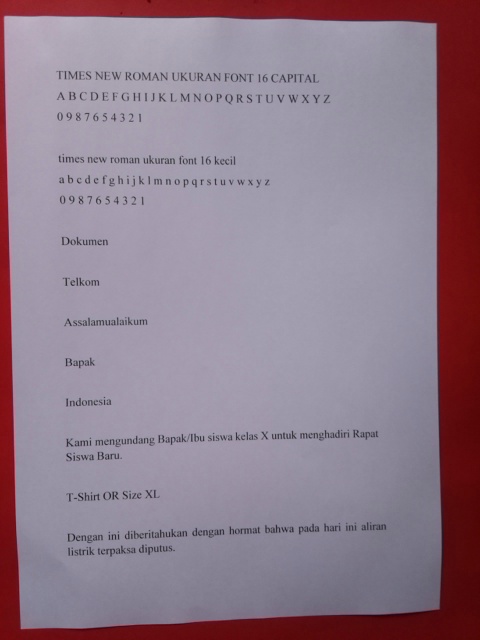 TIMES NEW ROMAN UKURAN FONT 16 CAPITAL
A B C D E F G H I J K L M N O P Q R S T U V W X Y Z
0 9 8 7 6 5 4 3 2 1
times new roman ukuran font 16 kecil
a b c d e f g h i j k l m n o p q r s t u v w x y z
0 9 8 7 6 5 4 3 2 1
Dokumen
Telkom
Assalamualaikum
Bapak
Indonesia
Kami mengundang Bapak/Ibu siswa kelas X untuk menghadiri Rapat
Siswa Baru.
T-Shirt OR Size XL
Dengan ini diberitahukan dengan hormat bahwa pada hari ini aliran
listrik terpaksa diputus.